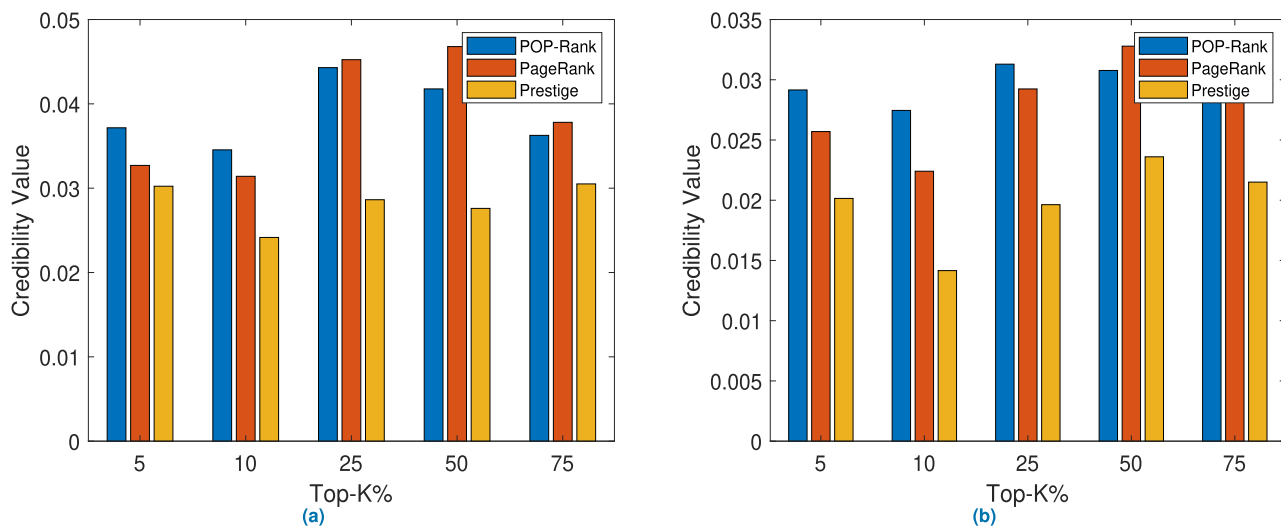 0.05
0.04
0.03
0.02
0.01
0
Credibility Value
POP-Rank
PageRank
Prestige
5 10 25 50 75
Top-K%
(a)
0.035
0.03
0.025
0.02
0.015
0.01
0.005
0
Credibility Value
POP-Rank
PageRank
Prestige
5 10 25 50 75
Top-K%
(b)